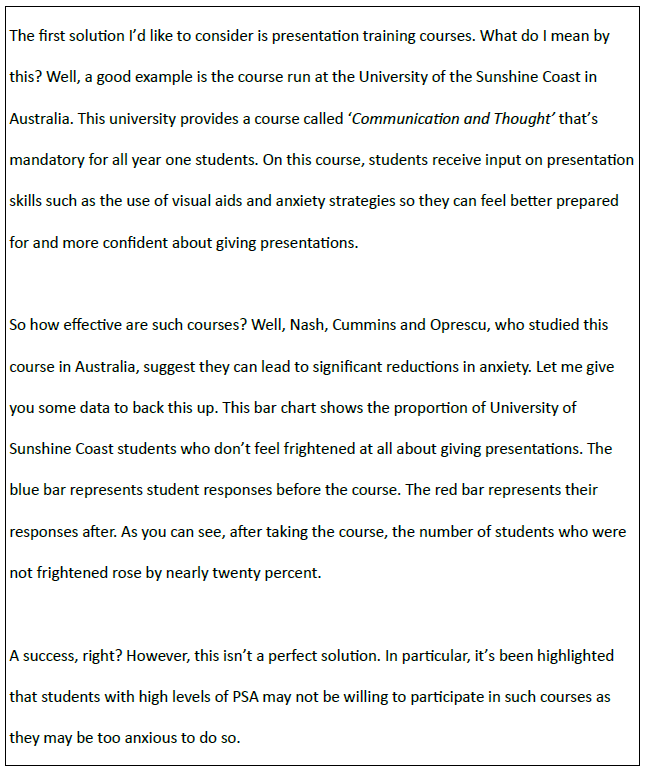 The first solution I’d like to consider is presentation training courses. What do I mean by
this? Well, a good example is the course run at the University of the Sunshine Coast in
Australia. This university provides a course called ‘Communication and Thought’ that’s
mandatory for all year one students. On this course, students receive input on presentation
skills such as the use of visual aids and anxiety strategies so they can feel better prepared
for and more confident about giving presentations.
So how effective are such courses? Well, Nash, Cummins and Oprescu, who studied this
course in Australia, suggest they can lead to significant reductions in anxiety. Let me give
you some data to back this up. This bar chart shows the proportion of University of
Sunshine Coast students who don’t feel frightened at all about giving presentations. The
blue bar represents student responses before the course. The red bar represents their
responses after. As you can see, after taking the course, the number of students who were
not frightened rose by nearly twenty percent.
A success, right? However, this isn’t a perfect solution. In particular, it’s been highlighted
that students with high levels of PSA may not be willing to participate in such courses as
they may be too anxious to do so.